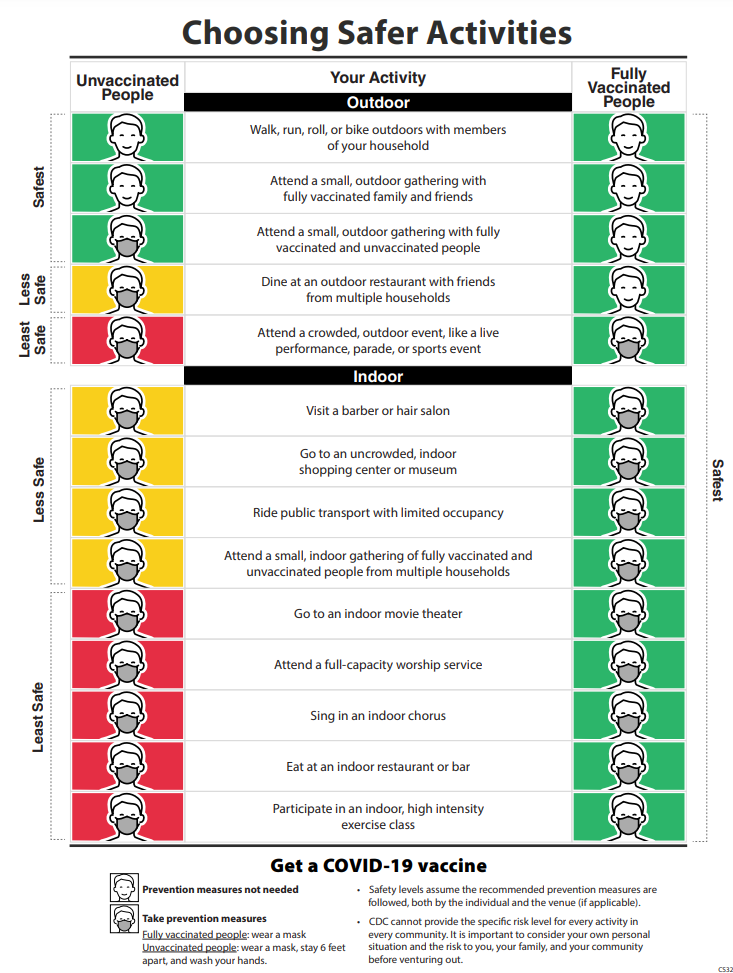 Choosing Safer Activities
Unvaccinated
People
Your Activity
Fully
Vaccinated
People
Outdoor
Safest
Walk, run, roll, or bike outdoors with members
of your household
Attend a small, outdoor gathering with
fully vaccinated family and friends
Attend a small, outdoor gathering with fully
vaccinated and unvaccinated people
Less
Safe
Dine at an outdoor restaurant with friends
from multiple households
Least
Safe
Attend a crowded, outdoor event, like a live
performance, parade, or sports event
Indoor
Less Safe
Visit a barber or hair salon
Go to an uncrowded, indoor
shopping center or museum
Safest
Ride public transport with limited occupancy
Attend a small, indoor gathering of fully vaccinated and
unvaccinated people from multiple households
Least Safe
Go to an indoor movie theater
Attend a full-capacity worship service
Sing in an indoor chorus
Eat at an indoor restaurant or bar
Participate in an indoor, high intensity
exercise class
Get a COVID-19 vaccine
Prevention measures not needed
Take prevention measures
Fully vaccinated people: wear a mask
Unvaccinated people: wear a mask, stay 6 feet
apart, and wash your hands.
• Safety levels assume the recommended prevention measures are
followed, both by the individual and the venue (if applicable).
• CDC cannot provide the specific risk level for every activity in
every community. It is important to consider your own personal
situation and the risk to you, your family, and your community
before venturing out.
CS32